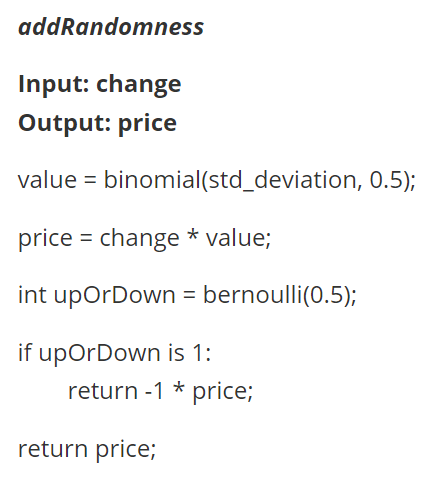 addRandomness
Input: change
Output: price
value = binomial(std_deviation, 0.5);
price = change * value;
int upOrDown = bernoulli(0.5);
if upOrDown is 1:
return -1 * price;
return price;